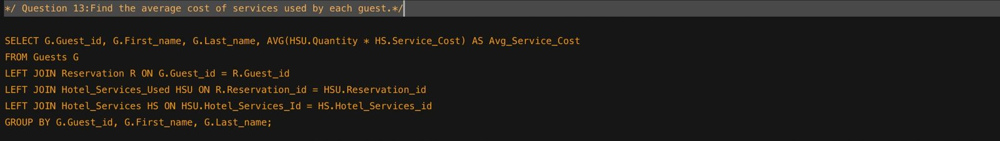 */ Question 13:Find the average cost of services used by each guest.*/
SELECT G.Guest_id, G.First_name, G.Last_name, AVG(HSU.Quantity * HS.Service_Cost) AS Avg_Service_Cost
FROM Guests G
LEFT JOIN Reservation R ON G.Guest_id = R.Guest_id
LEFT JOIN Hotel_Services_Used HSU ON R.Reservation_id = HSU.Reservation_id
LEFT JOIN Hotel_Services HS ON HSU.Hotel_Services_Id = HS.Hotel_Services_id
GROUP BY G.Guest_id, G.First_name, G.Last_name;